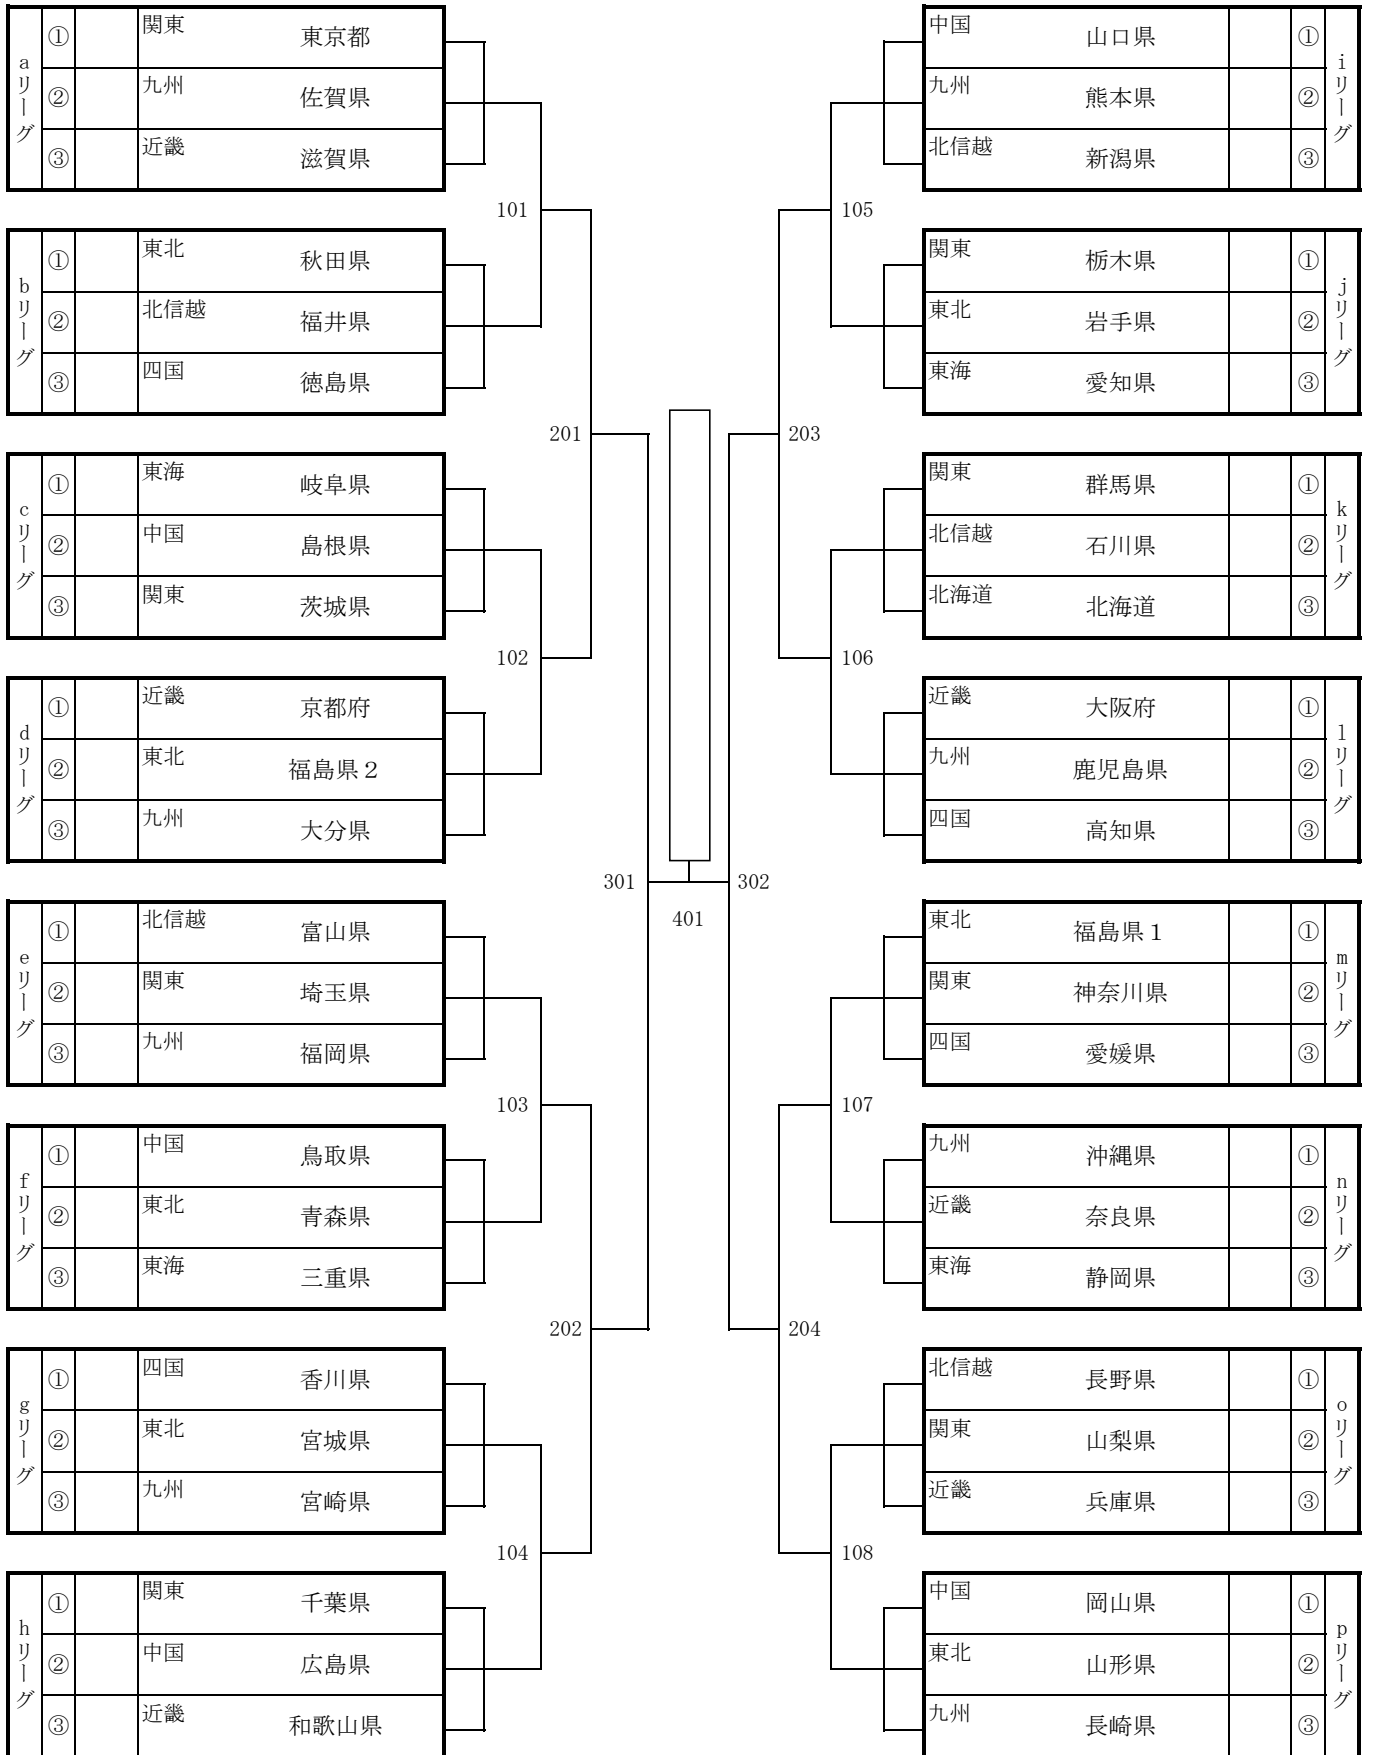 aリーグ
① 関東 東京都
② 九州 佐賀県
③ 近畿 滋賀県
101
bリーグ
① 東北 秋田県
② 北信越 福井県
③ 四国 徳島県
201
cリーグ
① 東海 岐阜県
② 中国 島根県
③ 関東 茨城県
102
dリーグ
① 近畿 京都府
② 東北 福島県２
③ 九州 大分県
301
eリーグ
① 北信越 富山県
② 関東 埼玉県
③ 九州 福岡県
103
fリーグ
① 中国 鳥取県
② 東北 青森県
③ 東海 三重県
202
gリーグ
① 四国 香川県
② 東北 宮城県
③ 九州 宮崎県
104
hリーグ
① 関東 千葉県
② 中国 広島県
③ 近畿 和歌山県
401
中国 山口県 ①
九州 熊本県 ②
北信越 新潟県 ③
iリーグ
105
関東 栃木県 ①
東北 岩手県 ②
東海 愛知県 ③
jリーグ
203
関東 群馬県 ①
北信越 石川県 ②
北海道 北海道 ③
kリーグ
106
近畿 大阪府 ①
九州 鹿児島県 ②
四国 高知県 ③
lリーグ
302
東北 福島県１ ①
関東 神奈川県 ②
四国 愛媛県 ③
mリーグ
107
九州 沖縄県 ①
近畿 奈良県 ②
東海 静岡県 ③
nリーグ
204
北信越 長野県 ①
関東 山梨県 ②
近畿 兵庫県 ③
oリーグ
108
中国 岡山県 ①
東北 山形県 ②
九州 長崎県 ③
pリーグ